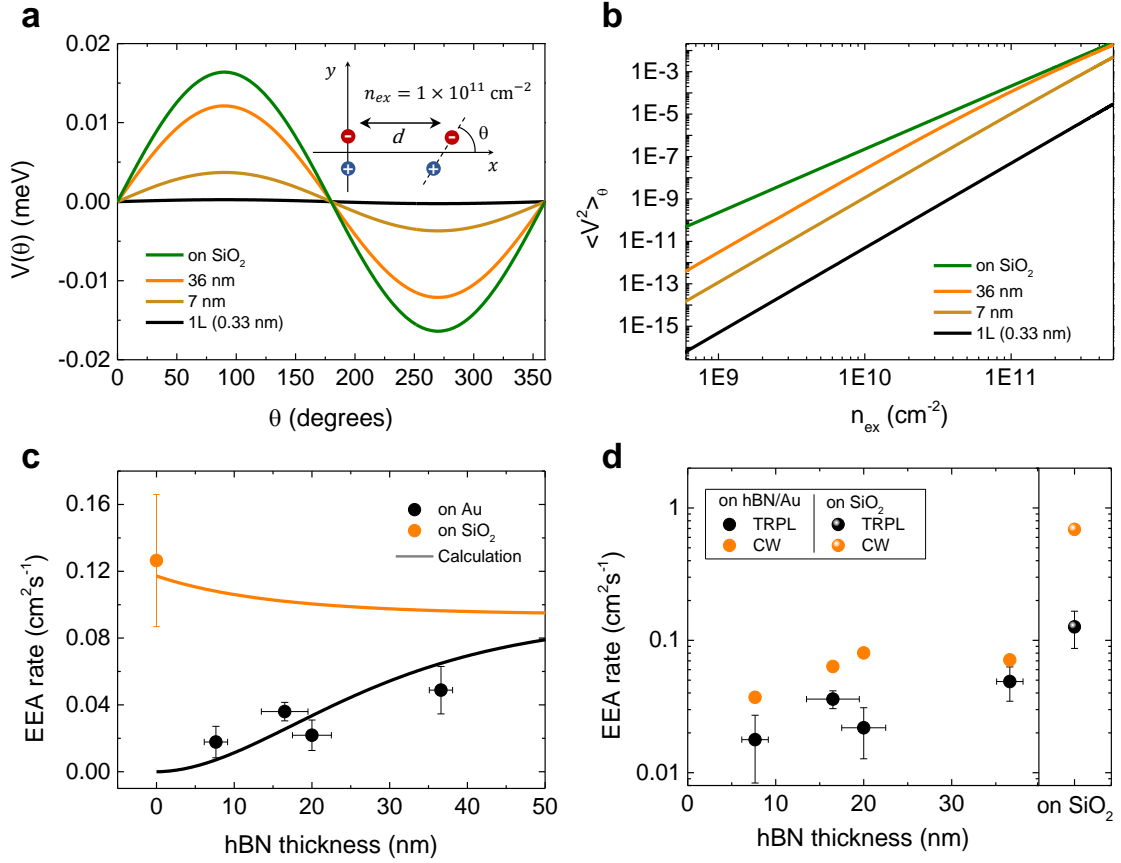 a
V(θ) (meV)
0.02
0.01
0.00
-0.01
-0.02
0 50 100 150 200 250 300 350
θ (degrees)
y
n_ex = 1 × 10^11 cm^-2
d
θ
x
on SiO₂
36 nm
7 nm
1L (0.33 nm)
b
<V²>_θ
1E-3
1E-5
1E-7
1E-9
1E-11
1E-13
1E-15
1E9 1E10 1E11
n_ex (cm⁻²)
on SiO₂
36 nm
7 nm
1L (0.33 nm)
c
EEA rate (cm²s⁻¹)
0.16
0.12
0.08
0.04
0.00
0 10 20 30 40 50
hBN thickness (nm)
on Au
on SiO₂
Calculation
d
EEA rate (cm²s⁻¹)
1
0.1
0.01
0 10 20 30 on SiO₂
hBN thickness (nm)
on hBN/Au on SiO₂
TRPL TRPL
CW CW